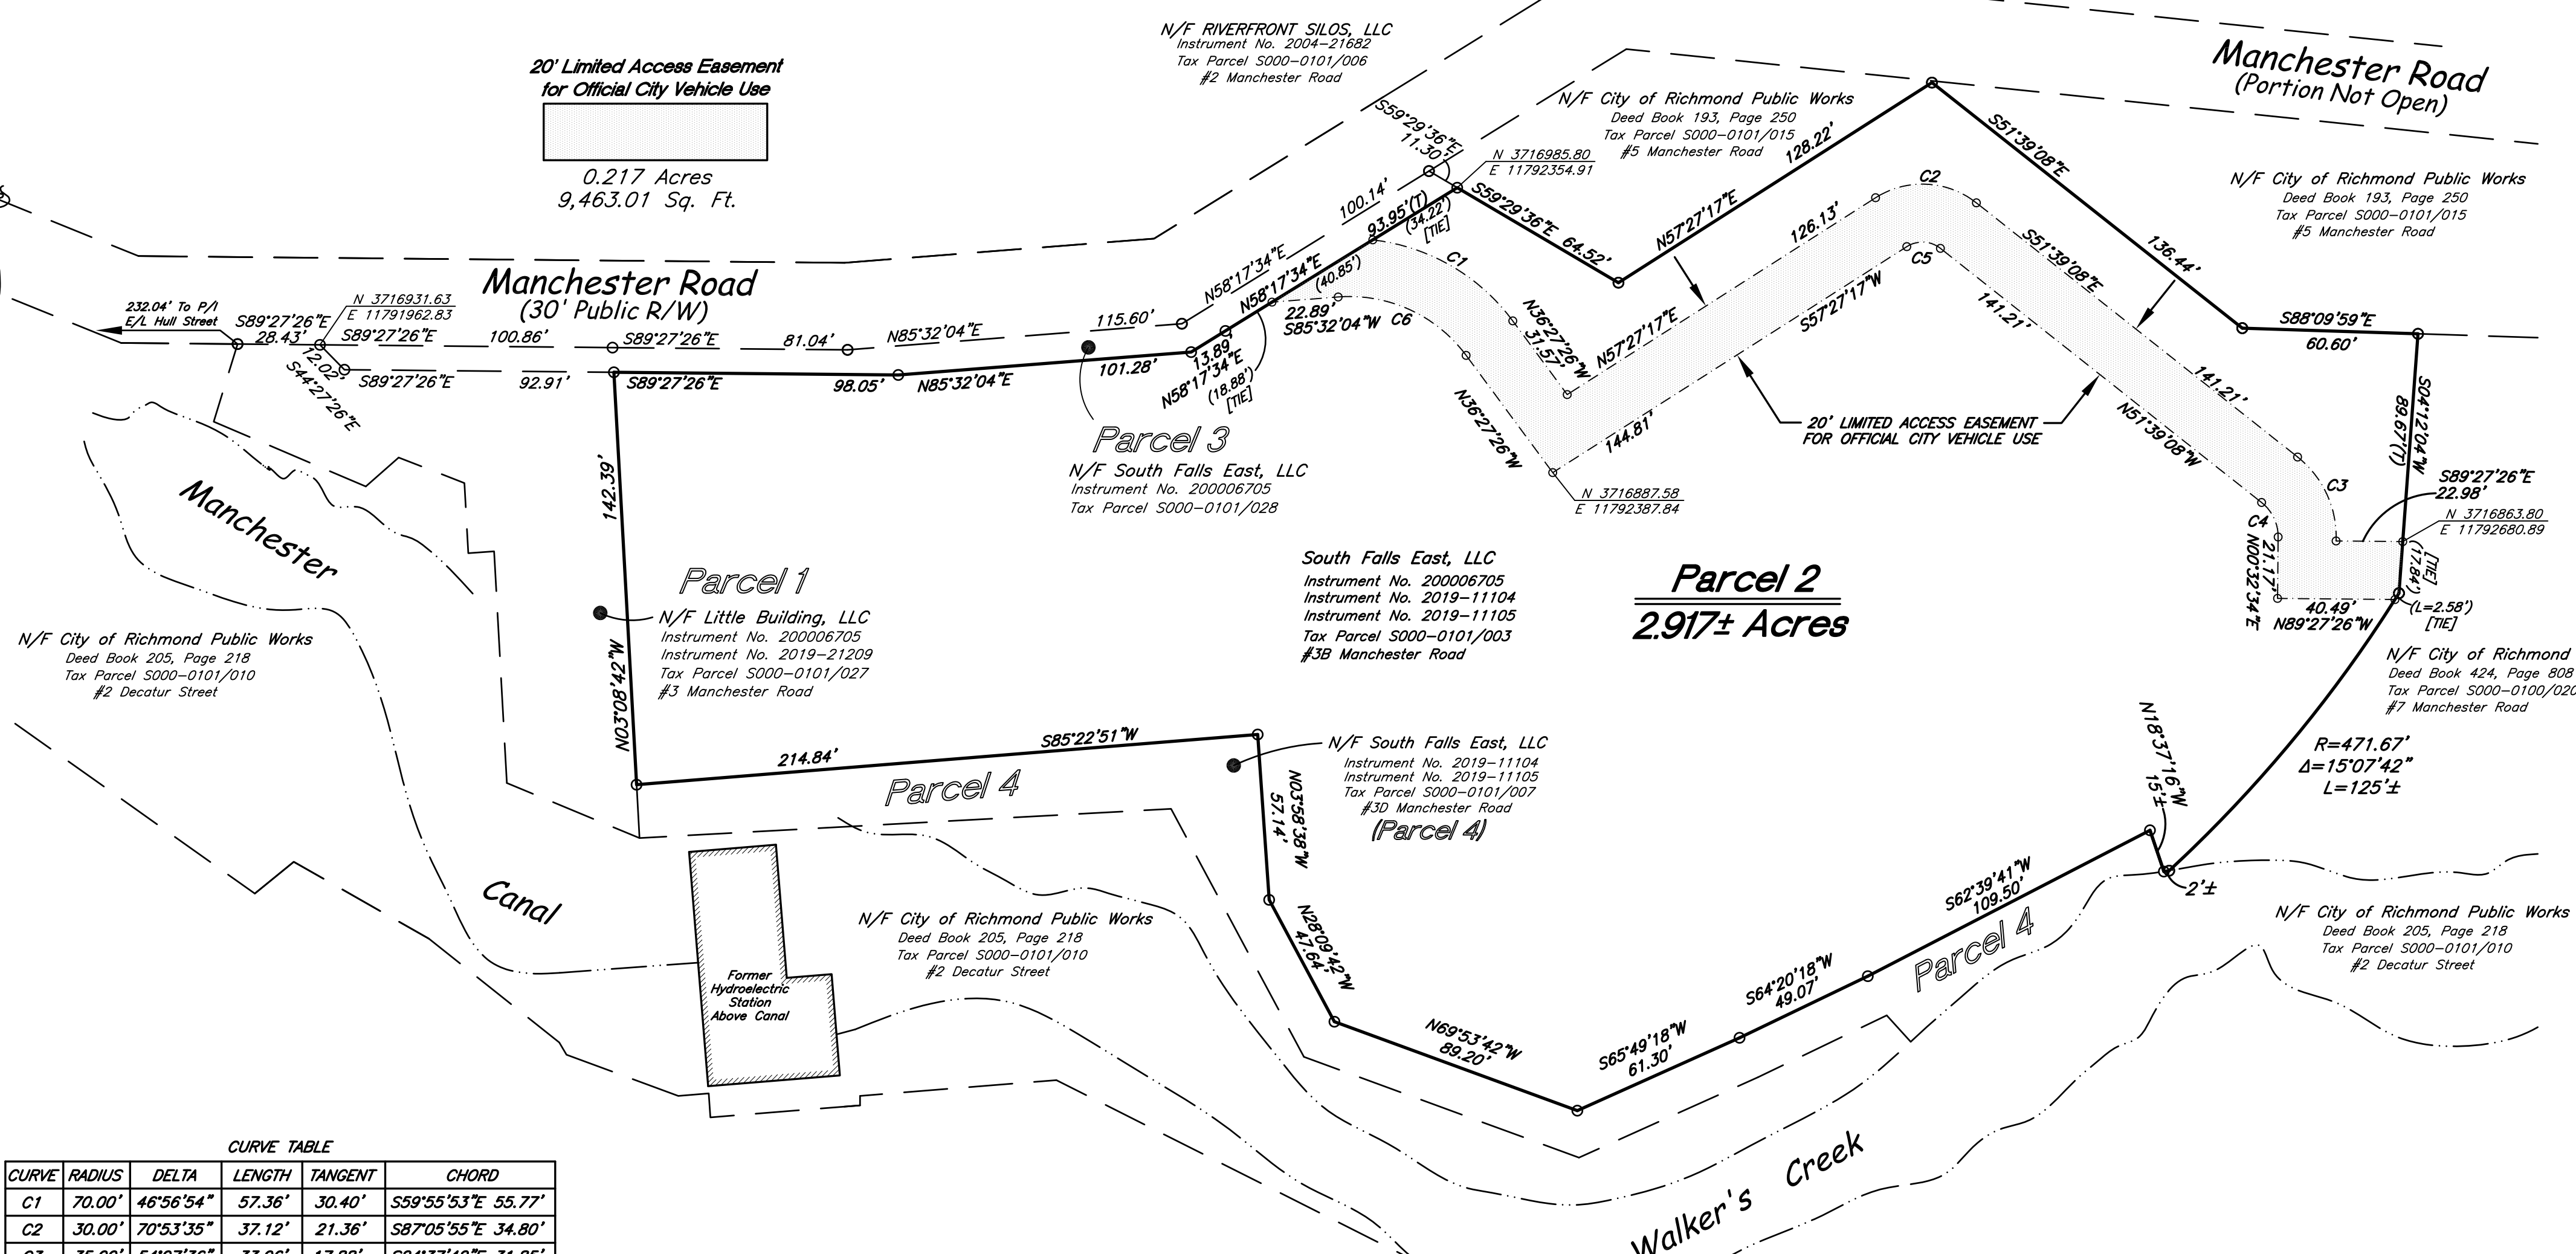 N/F RIVERFRONT SILOS, LLC
Instrument No. 2004-21682
Tax Parcel S000-0101/006
#2 Manchester Road
20' Limited Access Easement
for Official City Vehicle Use
0.217 Acres
9,463.01 Sq. Ft.
Manchester Road
(Portion Not Open)
N/F City of Richmond Public Works
Deed Book 193, Page 250
Tax Parcel S000-0101/015
#5 Manchester Road
N/F City of Richmond Public Works
Deed Book 193, Page 250
Tax Parcel S000-0101/015
#5 Manchester Road
S59°29'36"E
11.30'
N 3716985.80
E 11792354.91
128.22'
N57°27'17"E
S51°39'08"E
136.44'
S59°29'36"E 64.52'
100.14'
93.95'(T)
(34.22')
[TIE]
N58°17'34"E
N58°17'34"E
(40.85')
C1
C2
C5
126.13'
N57°27'17"E
S57°27'17"W
S51°39'08"E
141.21'
141.21'
N51°39'08"W
S88°09'59"E
60.60'
S04°12'04"W
89.67'(T)
Manchester Road
(30' Public R/W)
232.04' To P/I
E/L Hull Street
N 3716931.63
E 11791962.83
S89°27'26"E
28.43'
12.02'
S44°27'26"E
S89°27'26"E
100.86'
S89°27'26"E
81.04'
N85°32'04"E
115.60'
S89°27'26"E
92.91'
S89°27'26"E
98.05'
N85°32'04"E
101.28'
13.89'
N58°17'34"E
(18.88')
[TIE]
22.89'
S85°32'04"W
C6
N36°27'26"W
31.57'
N36°27'26"W
144.81'
20' LIMITED ACCESS EASEMENT
FOR OFFICIAL CITY VEHICLE USE
N 3716887.58
E 11792387.84
Parcel 3
N/F South Falls East, LLC
Instrument No. 200006705
Tax Parcel S000-0101/028
S89°27'26"E
22.98'
N 3716863.80
E 11792680.89
C3
C4
21.17'
N00°32'34"E
[TIE]
(17.84')
40.49'
N89°27'26"W
(L=2.58')
[TIE]
142.39'
N03°08'42"W
Manchester
Canal
Parcel 1
N/F Little Building, LLC
Instrument No. 200006705
Instrument No. 2019-21209
Tax Parcel S000-0101/027
#3 Manchester Road
South Falls East, LLC
Instrument No. 200006705
Instrument No. 2019-11104
Instrument No. 2019-11105
Tax Parcel S000-0101/003
#3B Manchester Road
Parcel 2
2.917± Acres
N/F City of Richmond Public Works
Deed Book 205, Page 218
Tax Parcel S000-0101/010
#2 Decatur Street
N/F City of Richmond
Deed Book 424, Page 808
Tax Parcel S000-0100/020
#7 Manchester Road
R=471.67'
Δ=15°07'42"
L=125'±
N18°37'16"W
15'±
2'±
214.84'
S85°22'51"W
Parcel 4
N/F South Falls East, LLC
Instrument No. 2019-11104
Instrument No. 2019-11105
Tax Parcel S000-0101/007
#3D Manchester Road
(Parcel 4)
N03°58'38"W
57.14'
N28°09'42"W
47.64'
N69°53'42"W
89.20'
S65°49'18"W
61.30'
S64°20'18"W
49.07'
S62°39'41"W
109.50'
Parcel 4
N/F City of Richmond Public Works
Deed Book 205, Page 218
Tax Parcel S000-0101/010
#2 Decatur Street
N/F City of Richmond Public Works
Deed Book 205, Page 218
Tax Parcel S000-0101/010
#2 Decatur Street
Former
Hydroelectric
Station
Above Canal
Walker's Creek
CURVE TABLE
CURVE RADIUS DELTA LENGTH TANGENT CHORD
C1 70.00' 46°56'54" 57.36' 30.40' S59°55'53"E 55.77'
C2 30.00' 70°53'35" 37.12' 21.36' S87°05'55"E 34.80'